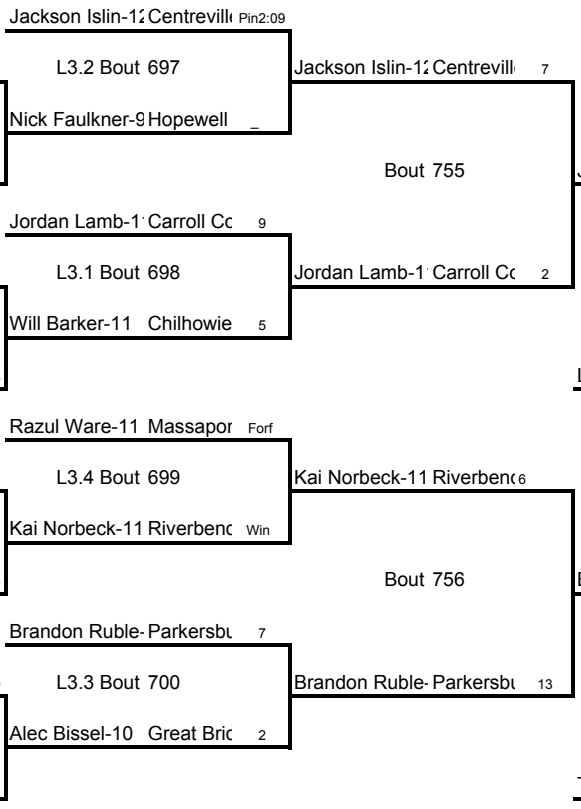 Jackson Islin-12 Centreville Pin2:09
L3.2 Bout 697
Jackson Islin-12 Centrevill 7
Nick Faulkner-9 Hopewell _
Bout 755
Jordan Lamb-1 Carroll Co 9
L3.1 Bout 698
Jordan Lamb-1 Carroll Co 2
Will Barker-11 Chilhowie 5
Razul Ware-11 Massapor Forf
L3.4 Bout 699
Kai Norbeck-11 Riverbend 6
Kai Norbeck-11 Riverbend Win
Bout 756
Brandon Ruble- Parkersbu 7
L3.3 Bout 700
Brandon Ruble- Parkersbu 13
Alec Bissel-10 Great Bric 2